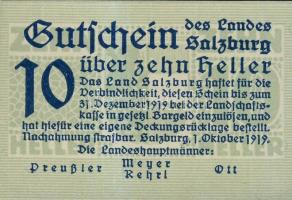 Gutschein des Landes
Salzburg
10 über zehn Heller
Das Land Salzburg haftet für die
Verbindlichkeit, diesen Schein bis zum
31. Dezember 1919 bei der Landschafts-
kasse in gesetzl. Bargeld einzulösen, und
hat hiefür eine eigene Deckungsrücklage bestellt.
Nachahmung strafbar. Salzburg, 1. Oktober 1919.
Die Landeshauptmänner:
Preußler Meyer Ott
Rehrl